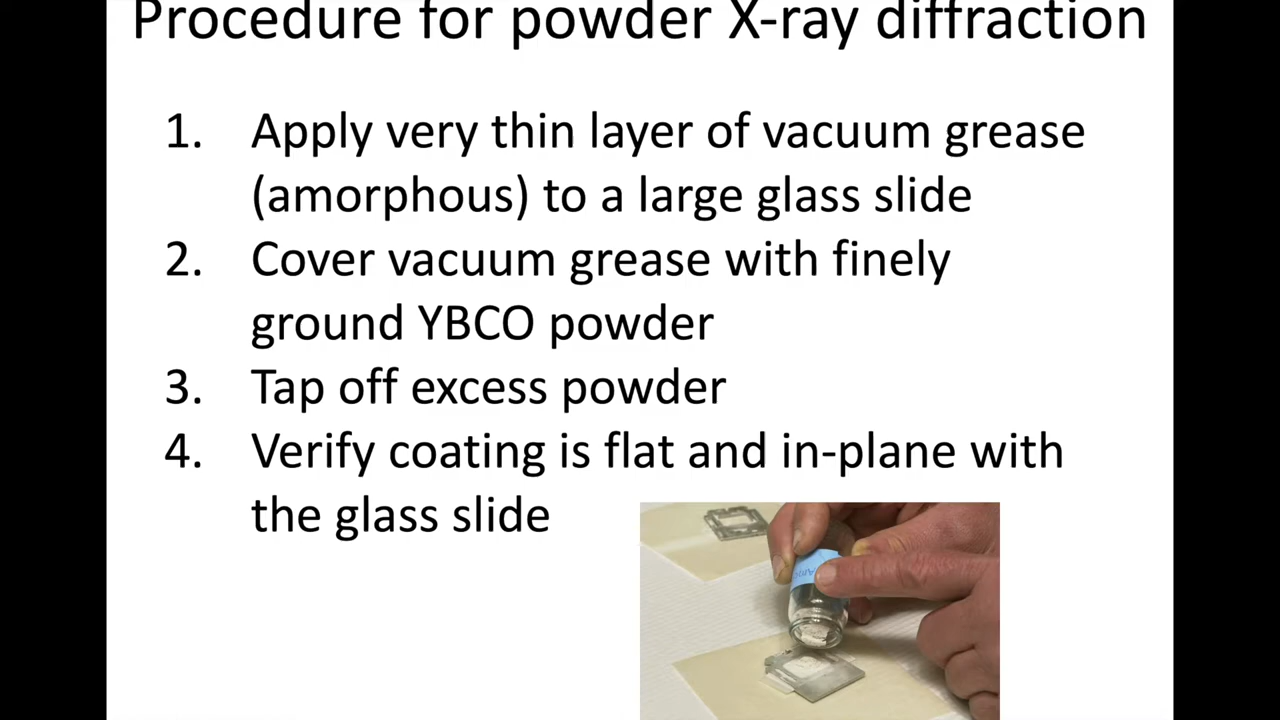 Procedure for powder X-ray diffraction
1. Apply very thin layer of vacuum grease
(amorphous) to a large glass slide
2. Cover vacuum grease with finely
ground YBCO powder
3. Tap off excess powder
4. Verify coating is flat and in-plane with
the glass slide